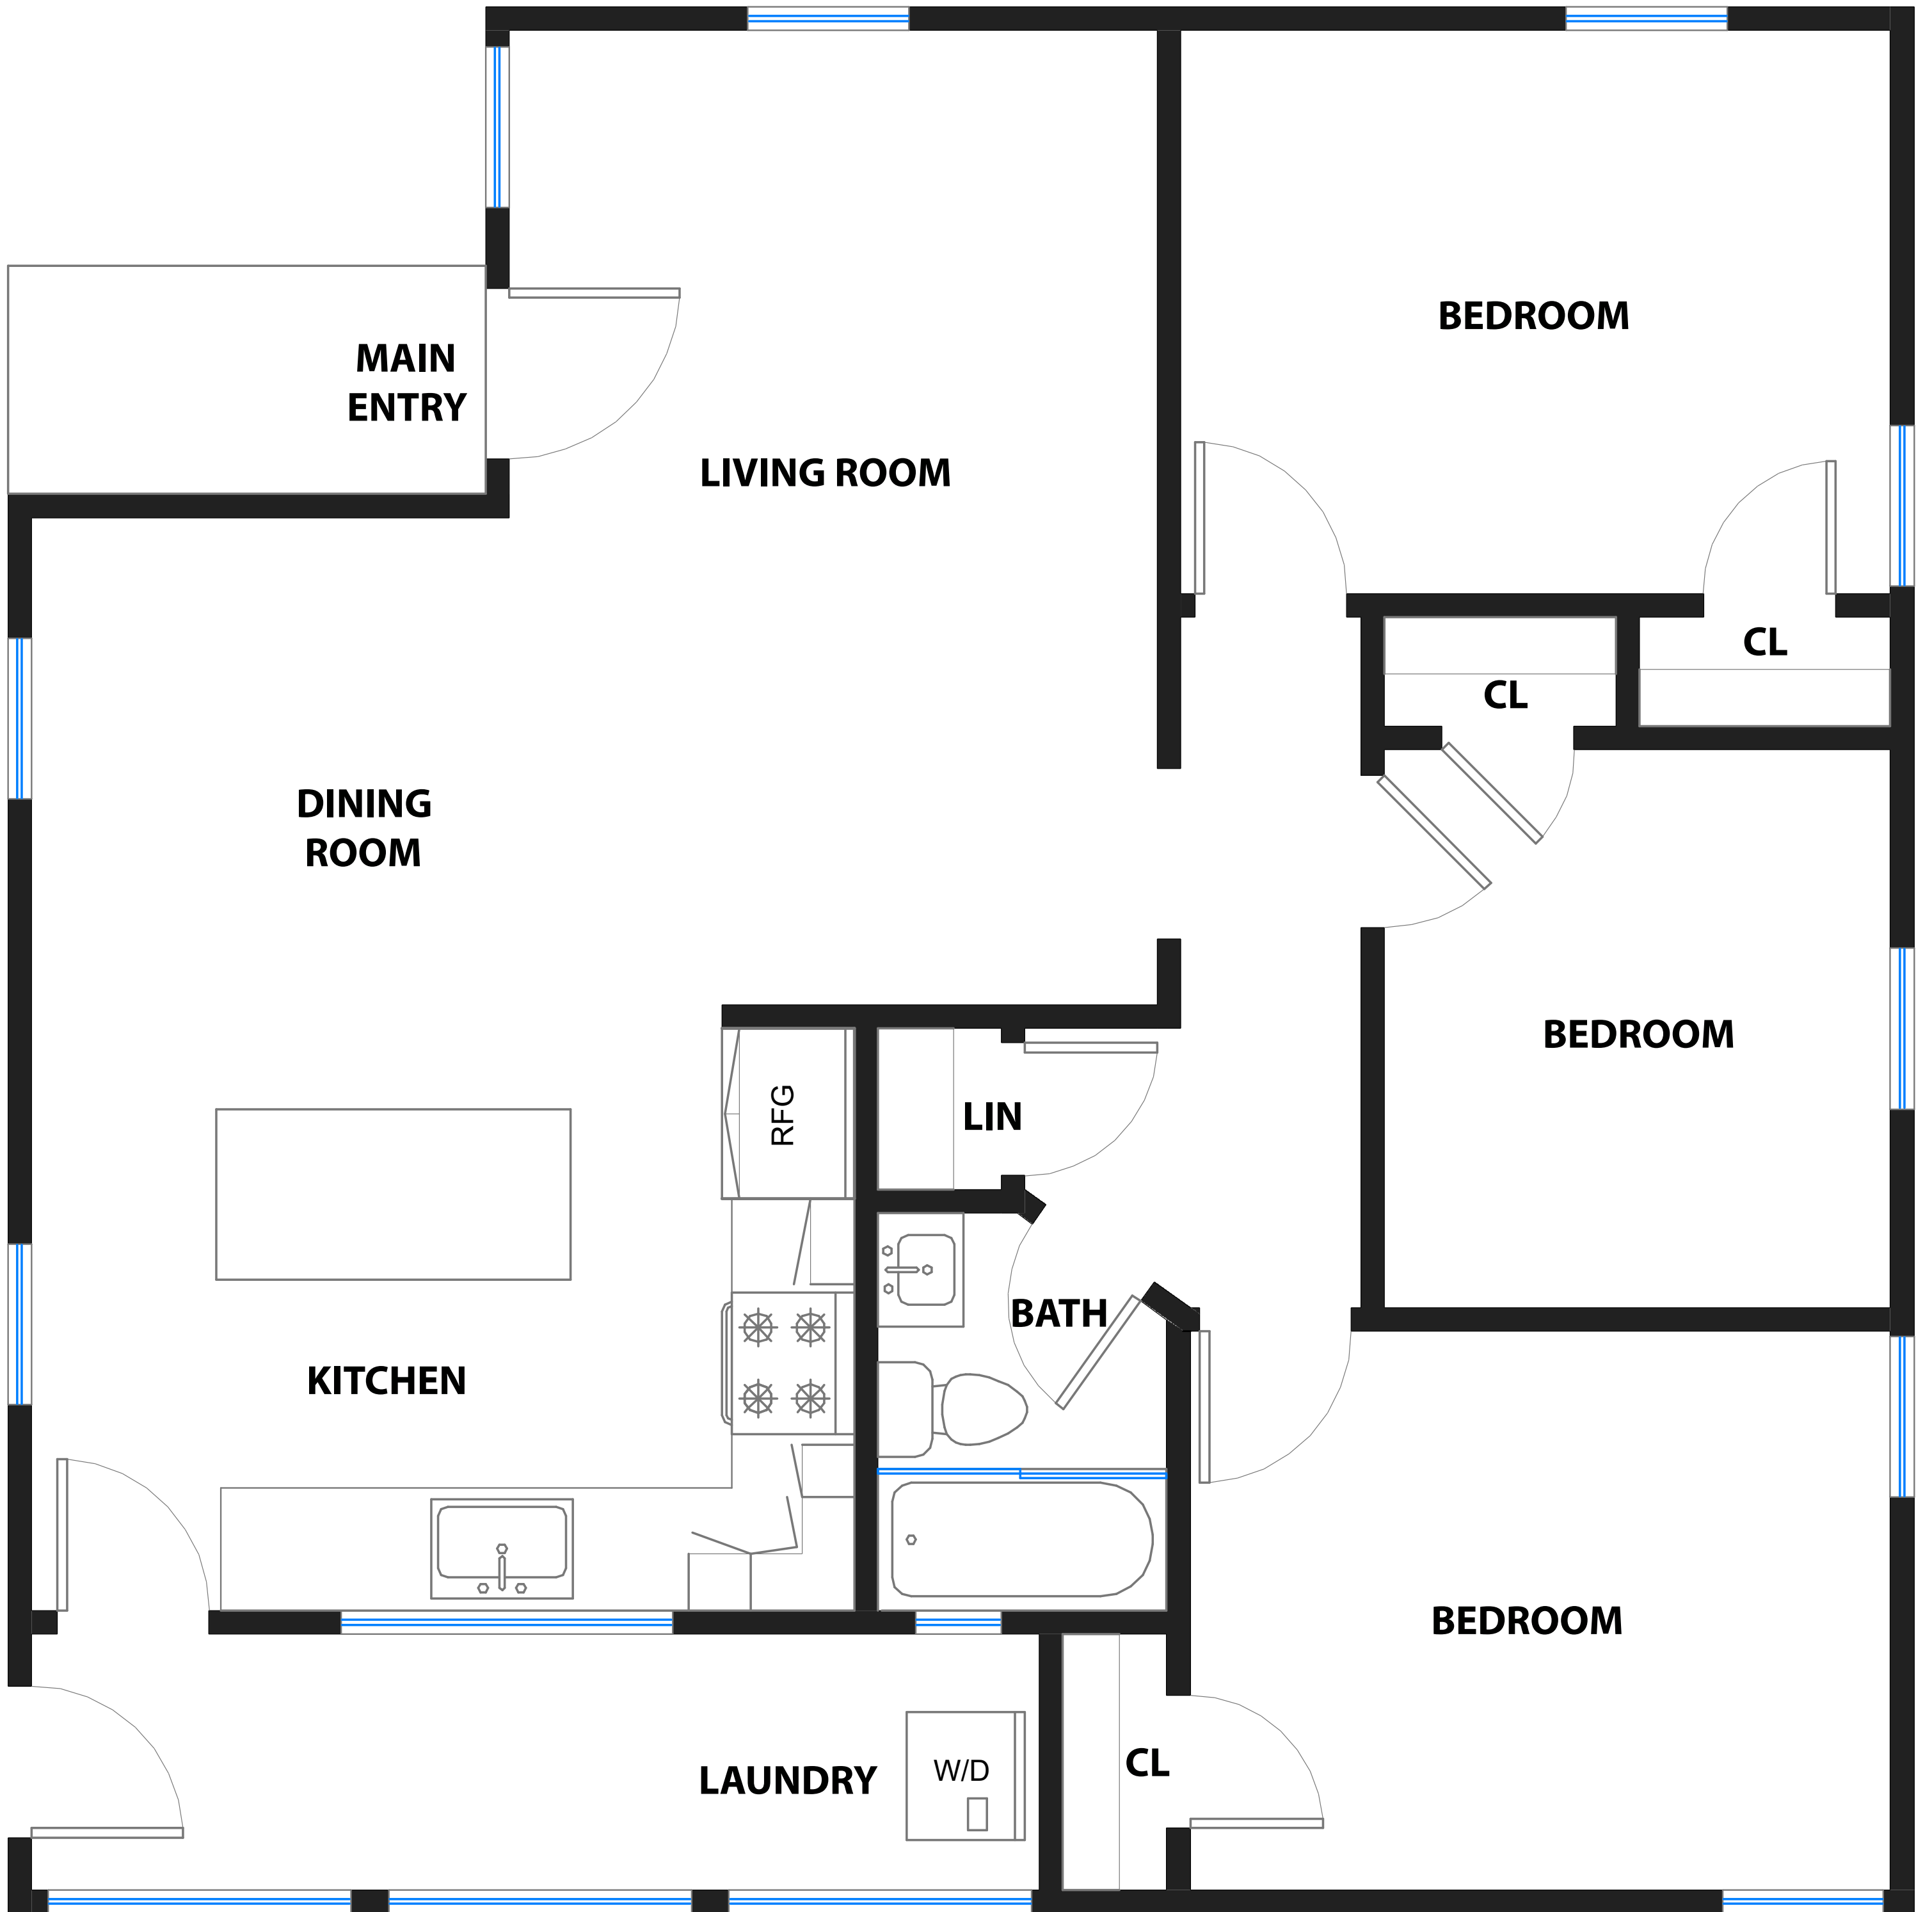 BEDROOM
MAIN
ENTRY
LIVING ROOM
CL
CL
DINING
ROOM
BEDROOM
RFG
LIN
BATH
KITCHEN
BEDROOM
CL
LAUNDRY
W/D